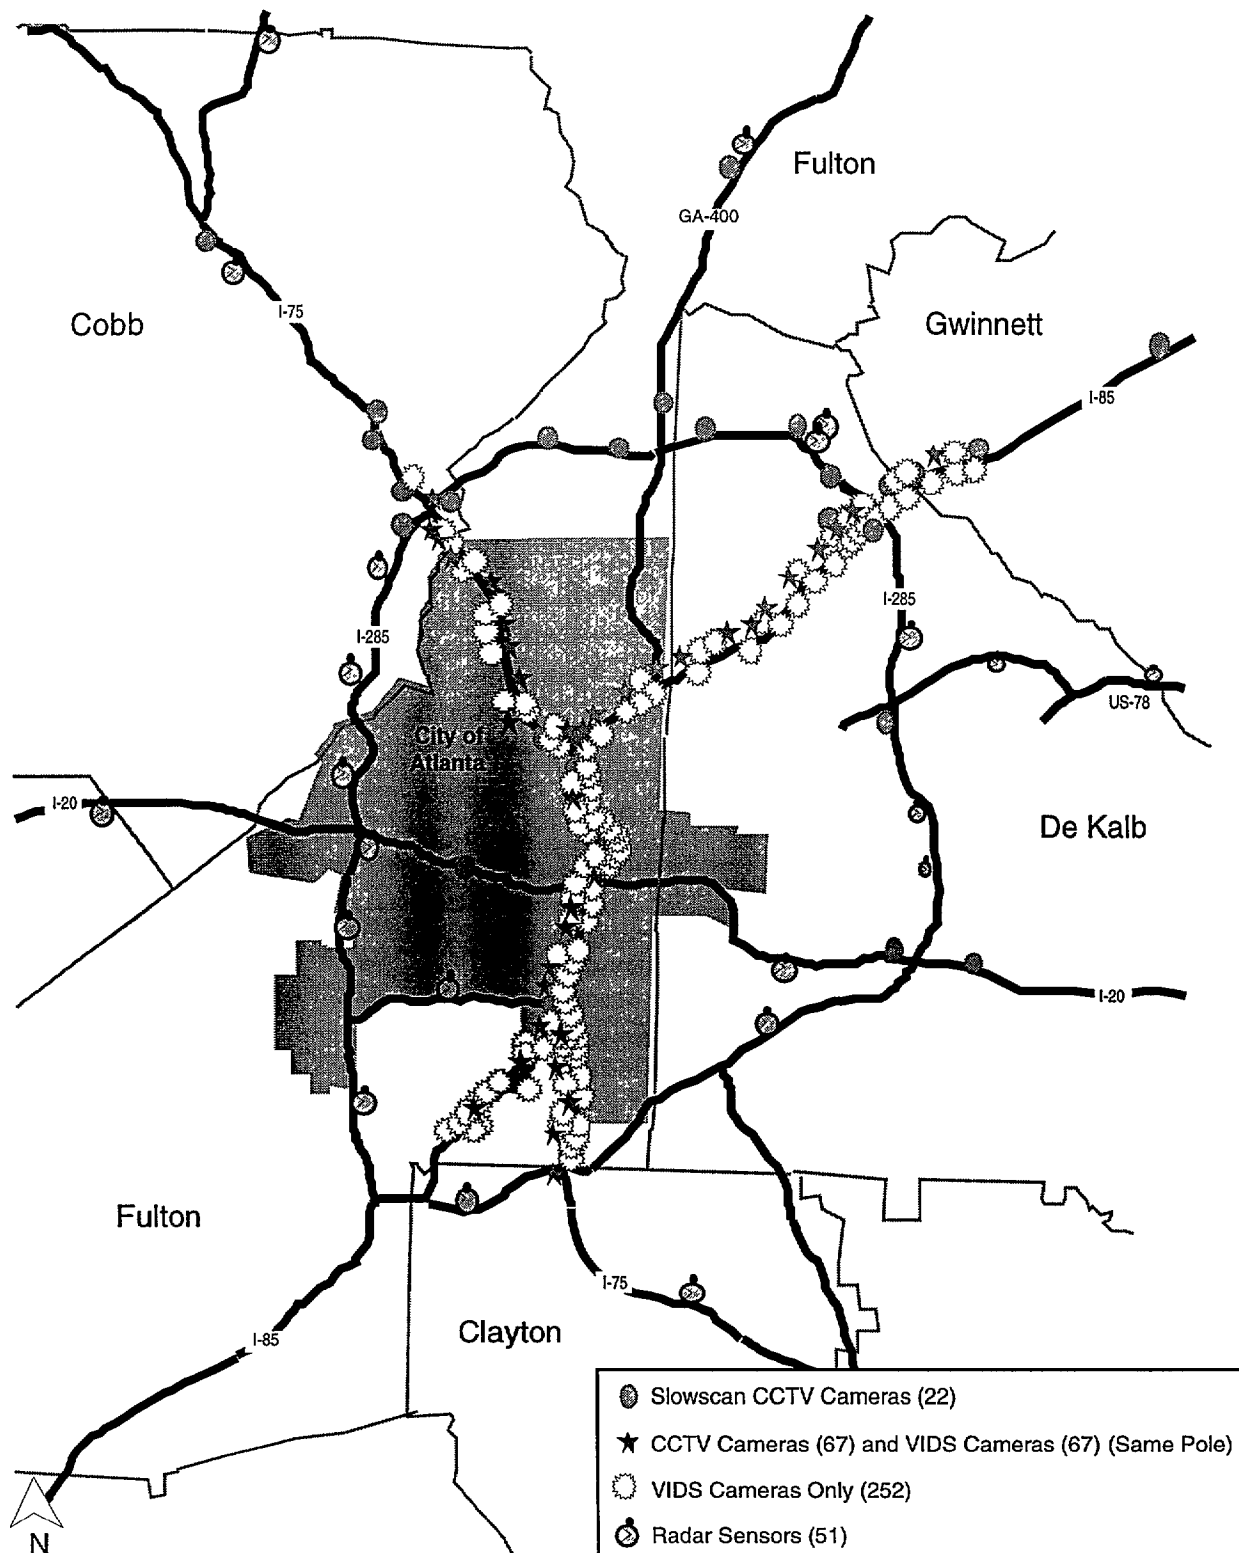 Fulton
GA-400
Cobb
I-75
Gwinnett
I-85
I-285
I-285
US-78
City of
Atlanta
I-20
De Kalb
I-20
Fulton
I-75
Clayton
I-85
Slowscan CCTV Cameras (22)
CCTV Cameras (67) and VIDS Cameras (67) (Same Pole)
VIDS Cameras Only (252)
Radar Sensors (51)
N